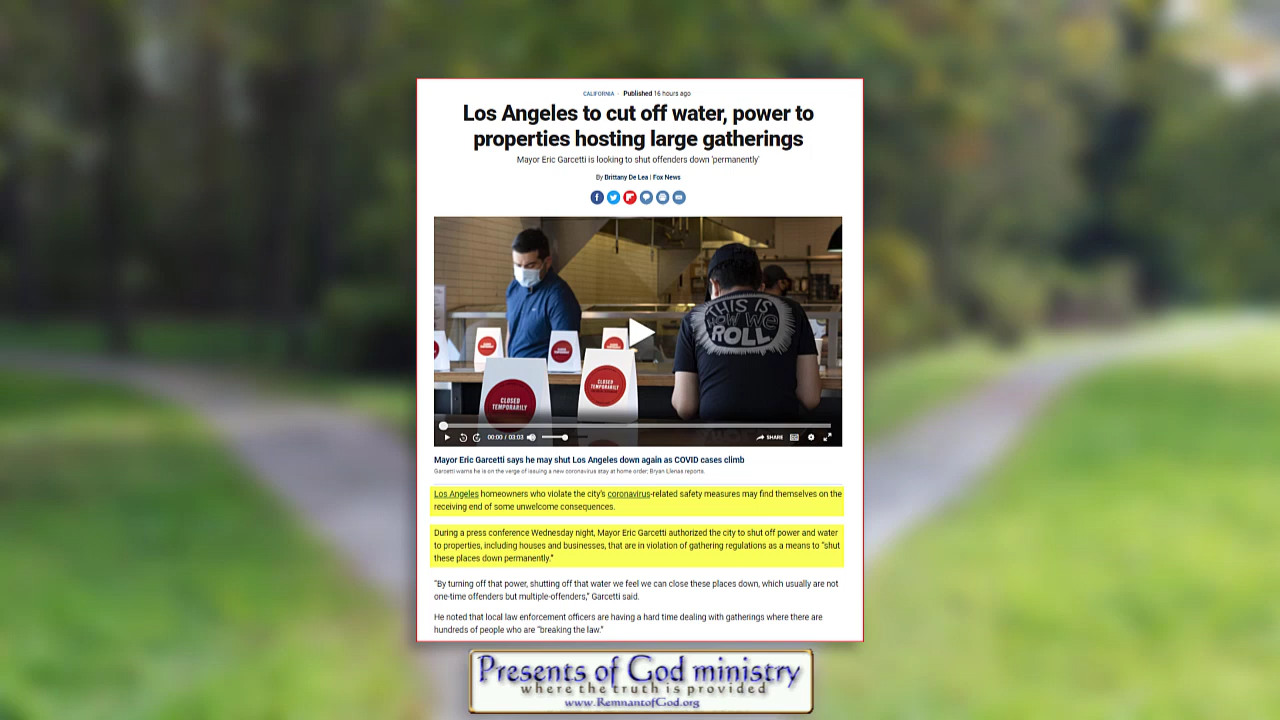 CALIFORNIA · Published 16 hours ago
Los Angeles to cut off water, power to
properties hosting large gatherings
Mayor Eric Garcetti is looking to shut offenders down 'permanently'
By Brittany De Lea | Fox News
THIS IS
HOW WE
ROLL
CLOSED
TEMPORARILY
CLOSED
TEMPORARILY
00:00 / 03:03
SHARE
Mayor Eric Garcetti says he may shut Los Angeles down again as COVID cases climb
Garcetti warns he is on the verge of issuing a new coronavirus stay at home order; Bryan Llenas reports.
Los Angeles homeowners who violate the city's coronavirus-related safety measures may find themselves on the
receiving end of some unwelcome consequences.
During a press conference Wednesday night, Mayor Eric Garcetti authorized the city to shut off power and water
to properties, including houses and businesses, that are in violation of gathering regulations as a means to "shut
these places down permanently."
"By turning off that power, shutting off that water we feel we can close these places down, which usually are not
one-time offenders but multiple-offenders," Garcetti said.
He noted that local law enforcement officers are having a hard time dealing with gatherings where there are
hundreds of people who are "breaking the law."
Presents of God ministry
where the truth is provided
www.RemnantofGod.org